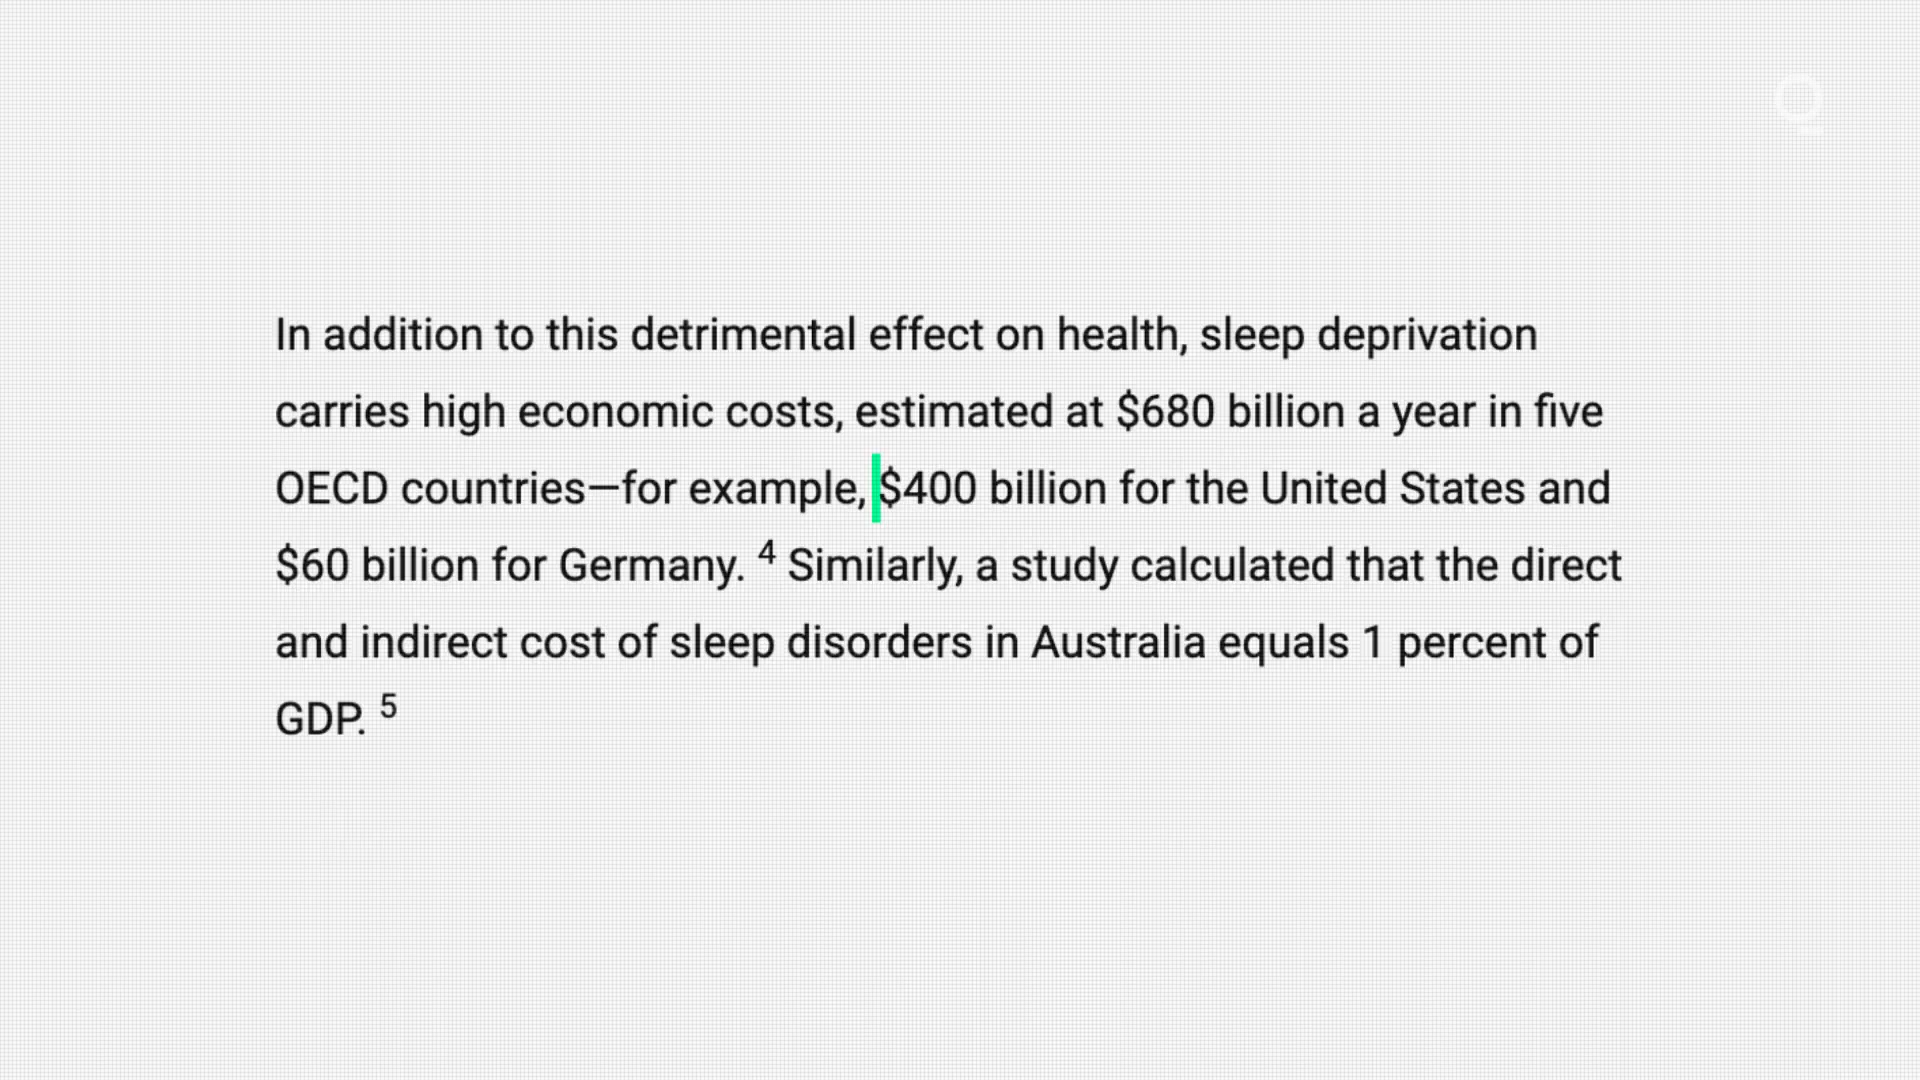 In addition to this detrimental effect on health, sleep deprivation
carries high economic costs, estimated at $680 billion a year in five
OECD countries—for example, $400 billion for the United States and
$60 billion for Germany. 4 Similarly, a study calculated that the direct
and indirect cost of sleep disorders in Australia equals 1 percent of
GDP. 5